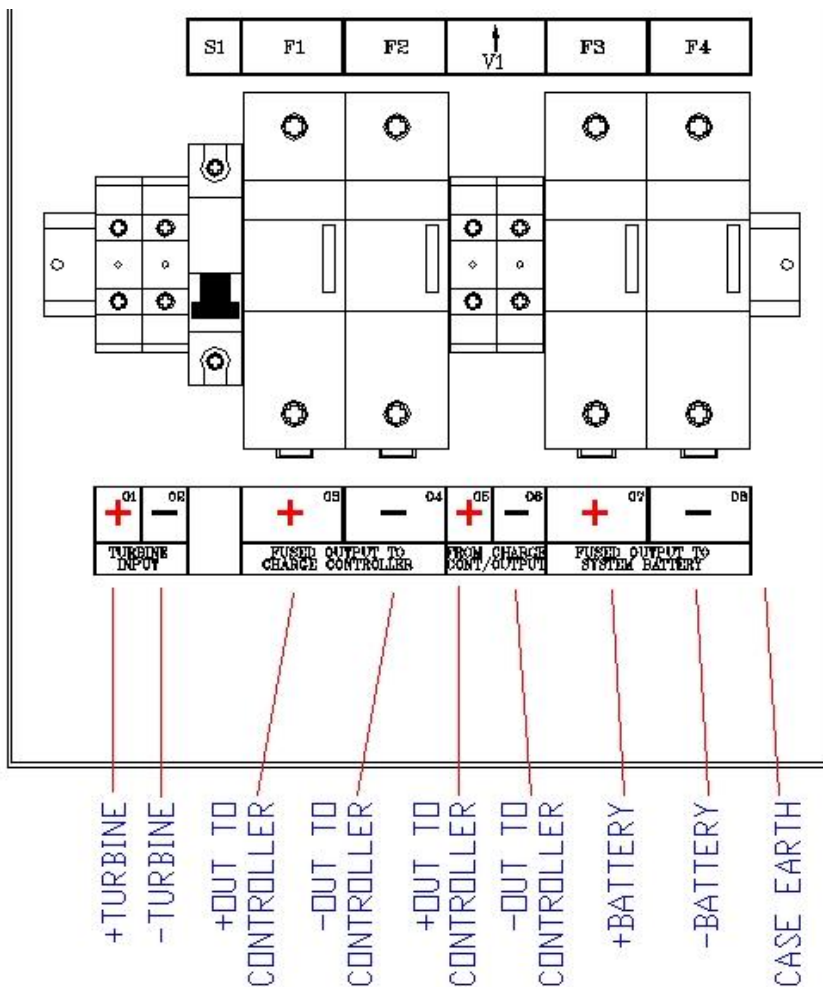 S1 F1 F2 V1 F3 F4
+ 01 - 02 + 03 - 04 + 05 - 06 + 07 - 08
TURBINE
INPUT
FUSED OUTPUT TO
CHARGE CONTROLLER
FROM CHARGE
CONT/OUTPUT
FUSED OUTPUT TO
SYSTEM BATTERY
+TURBINE
-TURBINE
+OUT TO
CONTROLLER
-OUT TO
CONTROLLER
+OUT TO
CONTROLLER
-OUT TO
CONTROLLER
+BATTERY
-BATTERY
CASE EARTH